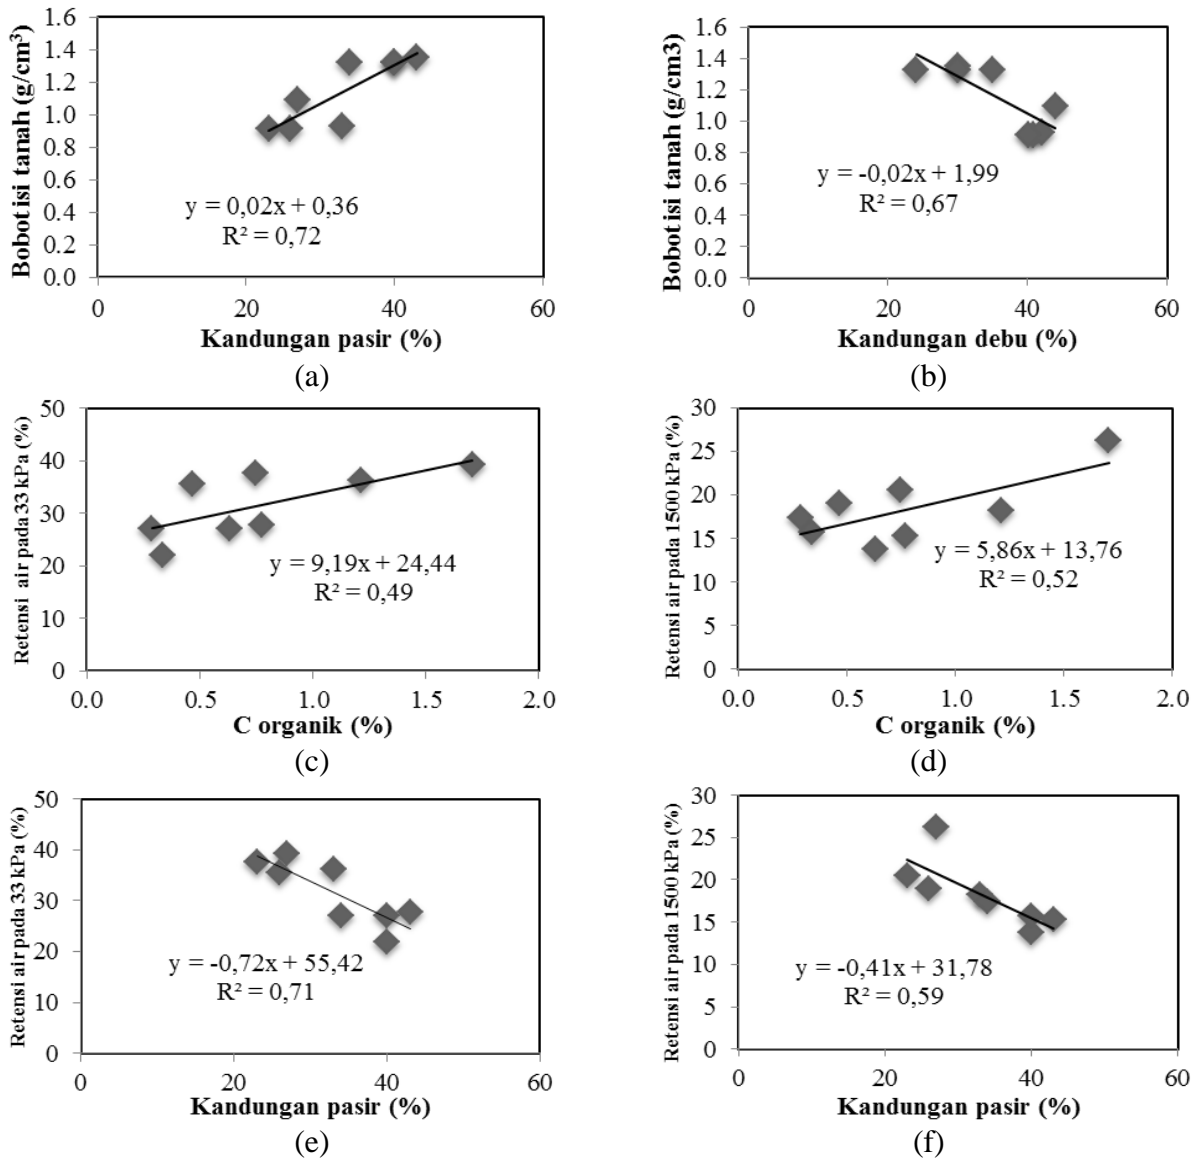 Bobot isi tanah (g/cm³)
1.6
1.4
1.2
1.0
0.8
0.6
0.4
0.2
0.0
y = 0,02x + 0,36
R² = 0,72
0
20
40
60
Kandungan pasir (%)
(a)
Bobot isi tanah (g/cm3)
1.6
1.4
1.2
1.0
0.8
0.6
0.4
0.2
0.0
y = -0,02x + 1,99
R² = 0,67
0
20
40
60
Kandungan debu (%)
(b)
Retensi air pada 33 kPa (%)
50
40
30
20
10
0
y = 9,19x + 24,44
R² = 0,49
0.0
0.5
1.0
1.5
2.0
C organik (%)
(c)
Retensi air pada 1500 kPa (%)
30
25
20
15
10
5
0
y = 5,86x + 13,76
R² = 0,52
0.0
0.5
1.0
1.5
2.0
C organik (%)
(d)
Retensi air pada 33 kPa (%)
50
40
30
20
10
0
y = -0,72x + 55,42
R² = 0,71
0
20
40
60
Kandungan pasir (%)
(e)
Retensi air pada 1500 kPa (%)
30
25
20
15
10
5
0
y = -0,41x + 31,78
R² = 0,59
0
20
40
60
Kandungan pasir (%)
(f)